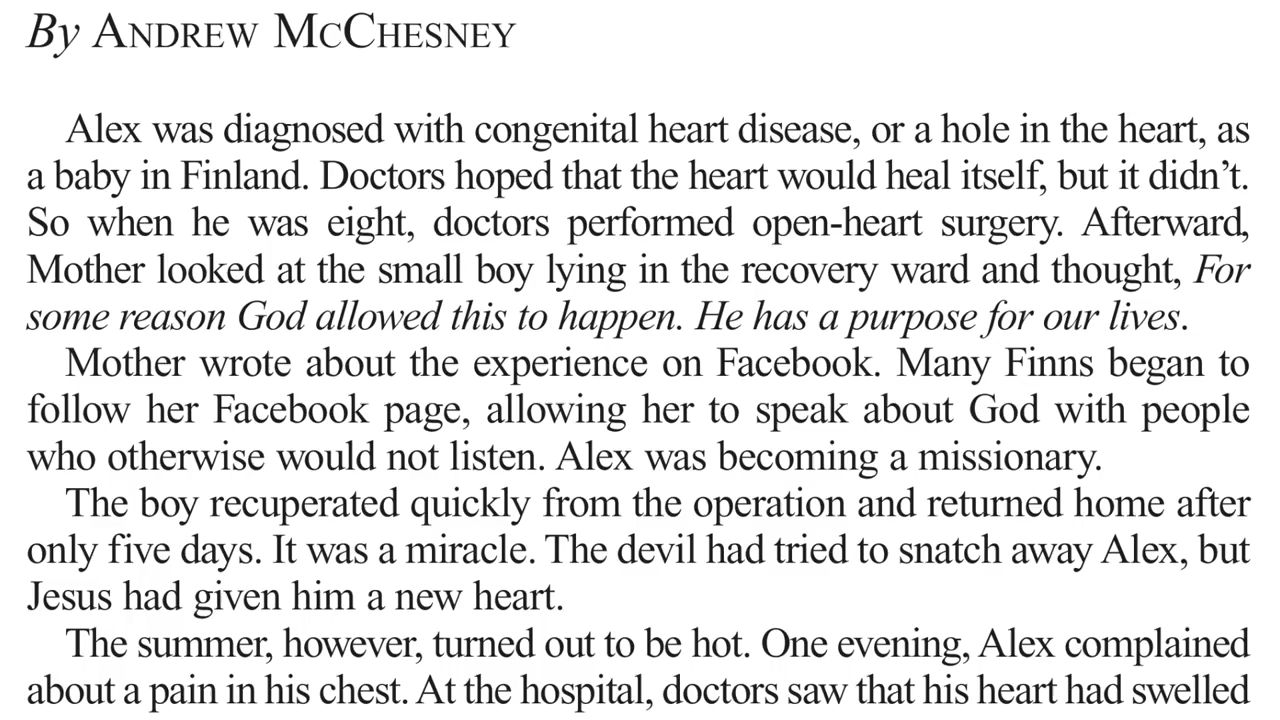 By Andrew McChesney
Alex was diagnosed with congenital heart disease, or a hole in the heart, as
a baby in Finland. Doctors hoped that the heart would heal itself, but it didn’t.
So when he was eight, doctors performed open-heart surgery. Afterward,
Mother looked at the small boy lying in the recovery ward and thought, For
some reason God allowed this to happen. He has a purpose for our lives.
Mother wrote about the experience on Facebook. Many Finns began to
follow her Facebook page, allowing her to speak about God with people
who otherwise would not listen. Alex was becoming a missionary.
The boy recuperated quickly from the operation and returned home after
only five days. It was a miracle. The devil had tried to snatch away Alex, but
Jesus had given him a new heart.
The summer, however, turned out to be hot. One evening, Alex complained
about a pain in his chest. At the hospital, doctors saw that his heart had swelled